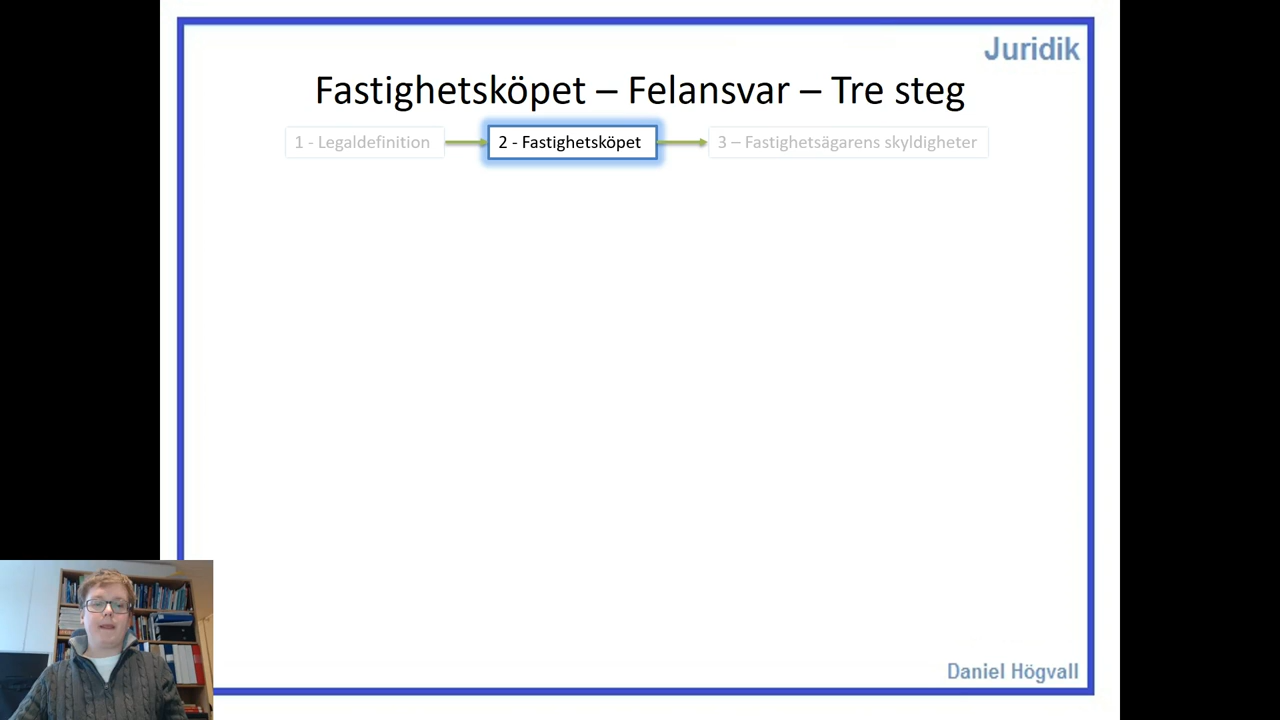 Juridik
Fastighetsköpet – Felansvar – Tre steg
1 - Legaldefinition
2 - Fastighetsköpet
3 – Fastighetsägarens skyldigheter
Daniel Högvall